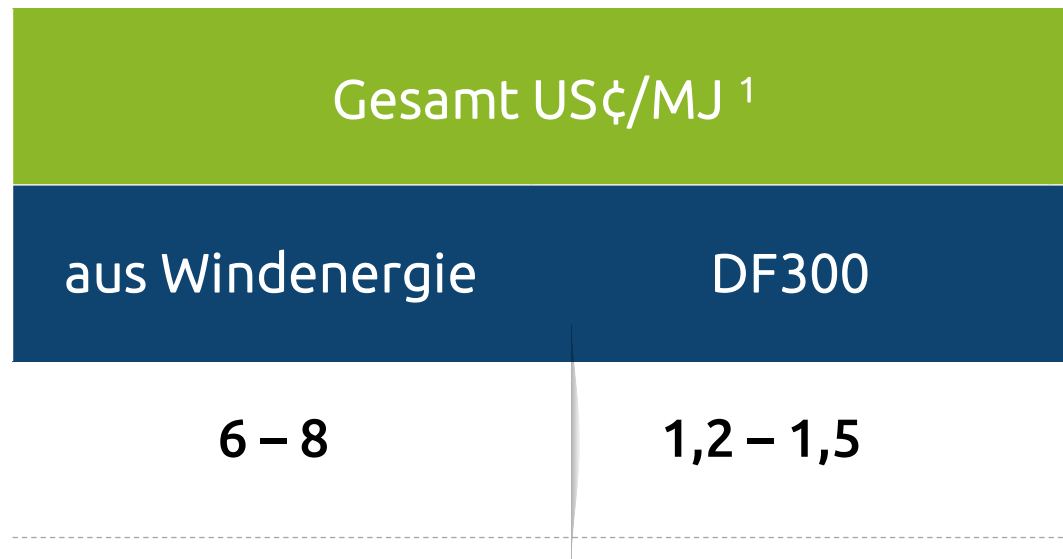 Gesamt US¢/MJ ¹
aus Windenergie DF300
6 – 8 1,2 – 1,5